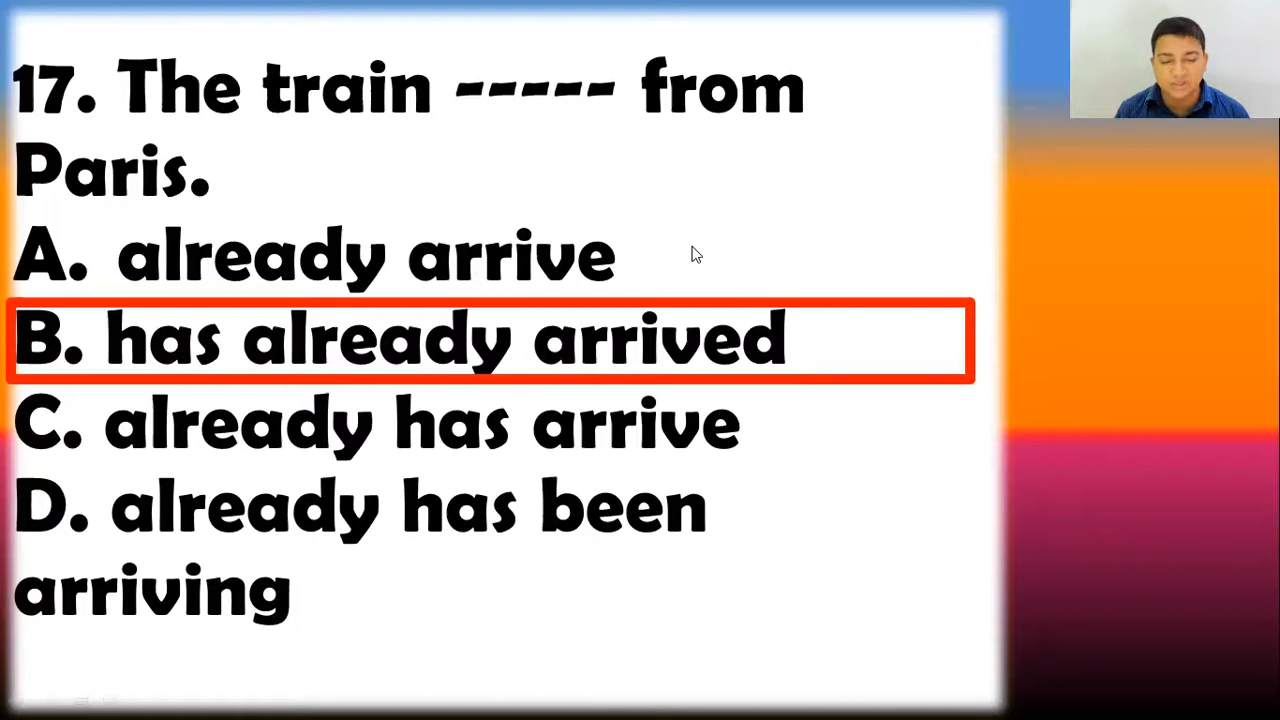 17. The train ----- from
Paris.
A. already arrive
B. has already arrived
C. already has arrive
D. already has been
arriving